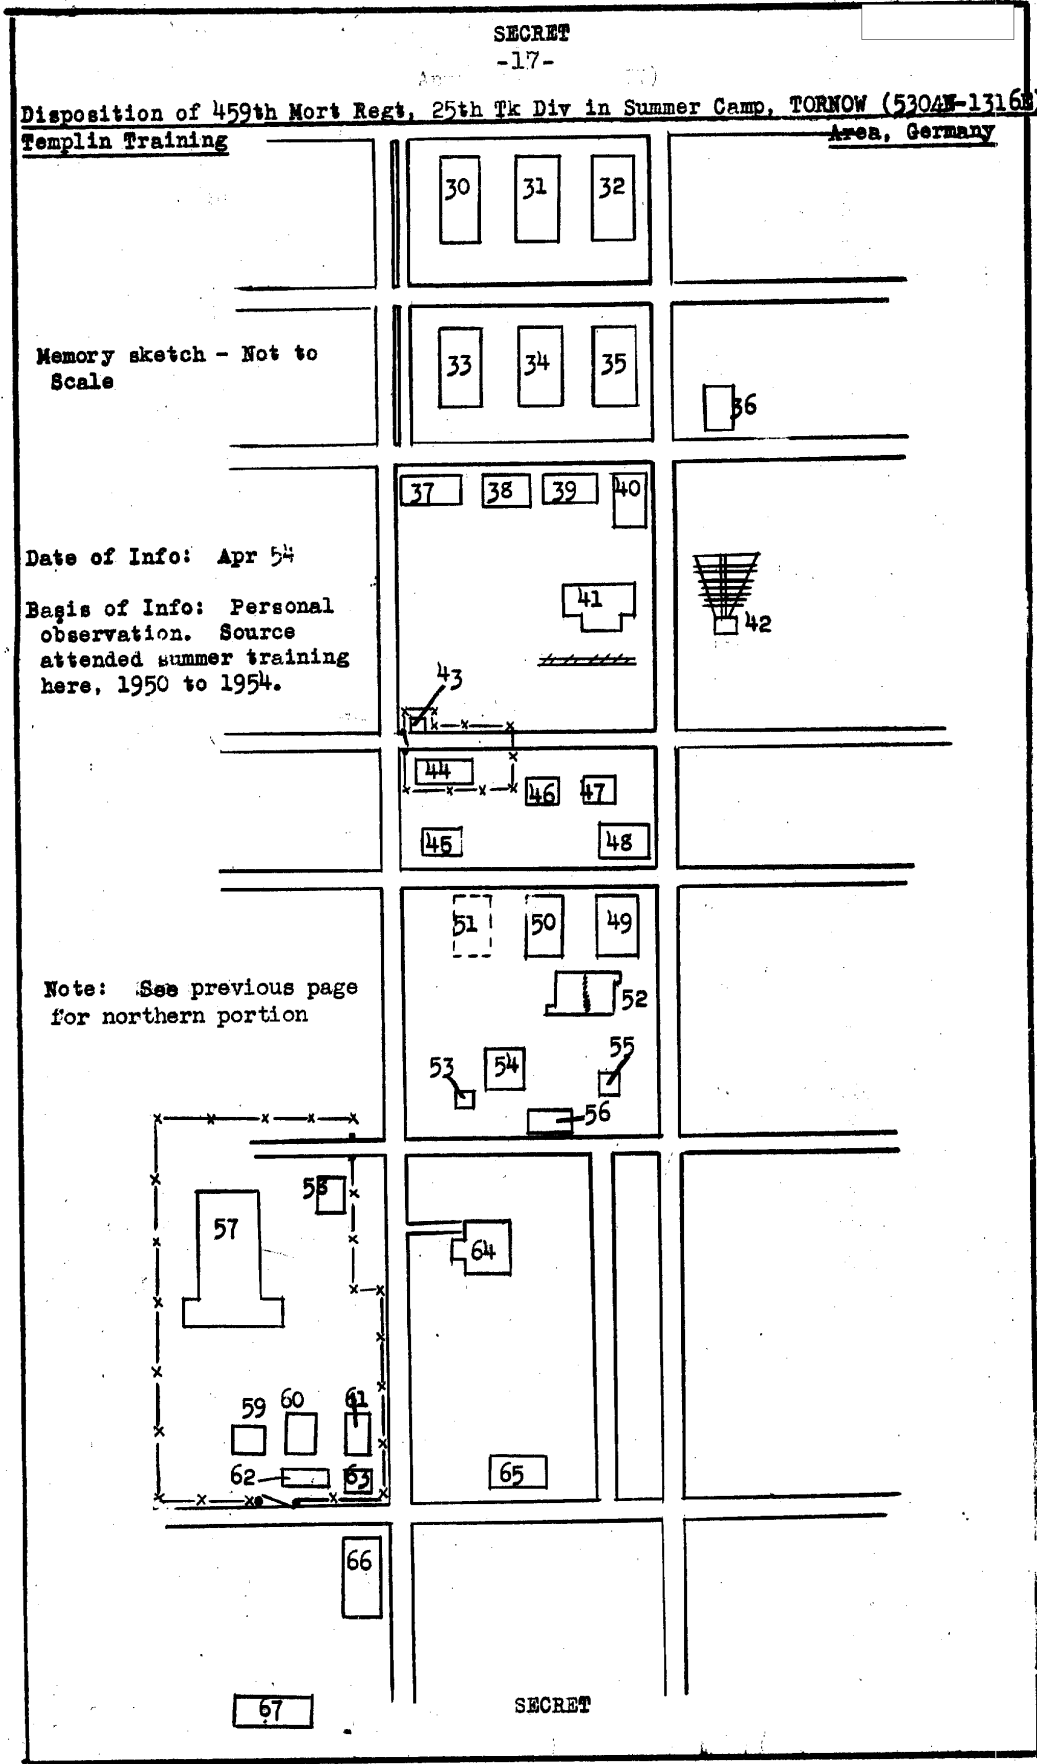 SECRET
-17-
Disposition of 459th Mort Regt, 25th Tk Div in Summer Camp, TORNOW (5304N-1316E)
Templin Training Area, Germany
30 31 32
Memory sketch - Not to
Scale
33 34 35
36
37 38 39 40
Date of Info: Apr 54
Basis of Info: Personal
observation. Source
attended summer training
here, 1950 to 1954.
41
42
43
44
46 47
45 48
51 50 49
Note: See previous page
for northern portion
52
53 54 55
56
58
57
64
59 60 61
62 63
65
66
67
SECRET